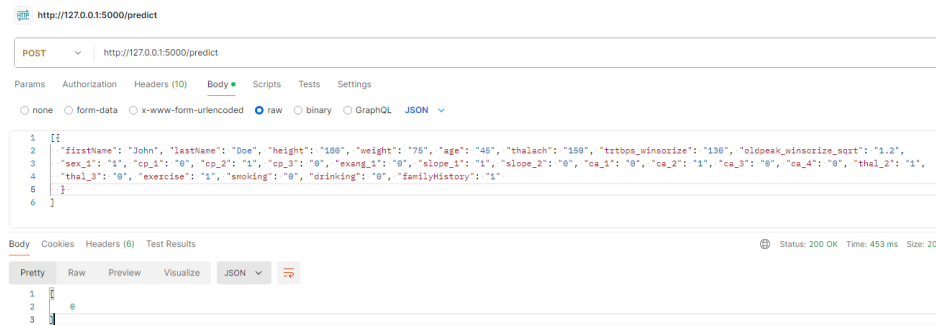 HTTP http://127.0.0.1:5000/predict
POST http://127.0.0.1:5000/predict
Params Authorization Headers (10) Body Scripts Tests Settings
none form-data x-www-form-urlencoded raw binary GraphQL JSON
1 [{
2 "firstName": "John", "lastName": "Doe", "height": "180", "weight": "75", "age": "45", "thalach": "150", "trtbps_winsorize": "130", "oldpeak_winsorize_sqrt": "1.2",
3 "sex_1": "1", "cp_1": "0", "cp_2": "1", "cp_3": "0", "exang_1": "0", "slope_1": "1", "slope_2": "0", "ca_1": "0", "ca_2": "1", "ca_3": "0", "ca_4": "0", "thal_2": "1",
4 "thal_3": "0", "exercise": "1", "smoking": "0", "drinking": "0", "familyHistory": "1"
5 }
6 ]
Body Cookies Headers (6) Test Results Status: 200 OK Time: 453 ms Size: 20
Pretty Raw Preview Visualize JSON
1 [
2 0
3 ]